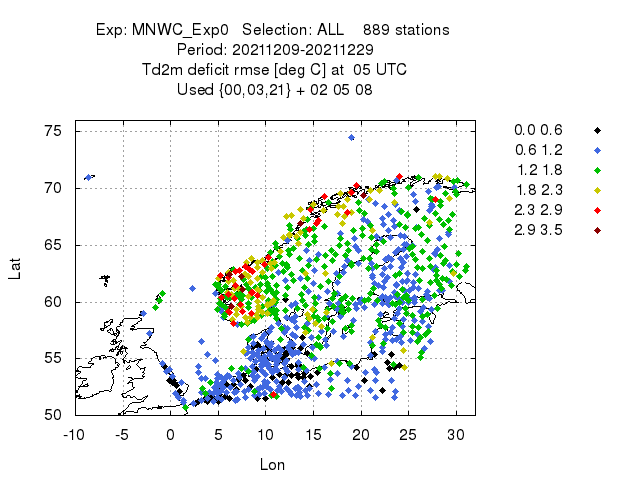 Exp: MNWC_Exp0 Selection: ALL 889 stations
Period: 20211209-20211229
Td2m deficit rmse [deg C] at 05 UTC
Used {00,03,21} + 02 05 08
75
70
65
60
55
50
-10 -5 0 5 10 15 20 25 30
Lat
Lon
0.0 0.6
0.6 1.2
1.2 1.8
1.8 2.3
2.3 2.9
2.9 3.5